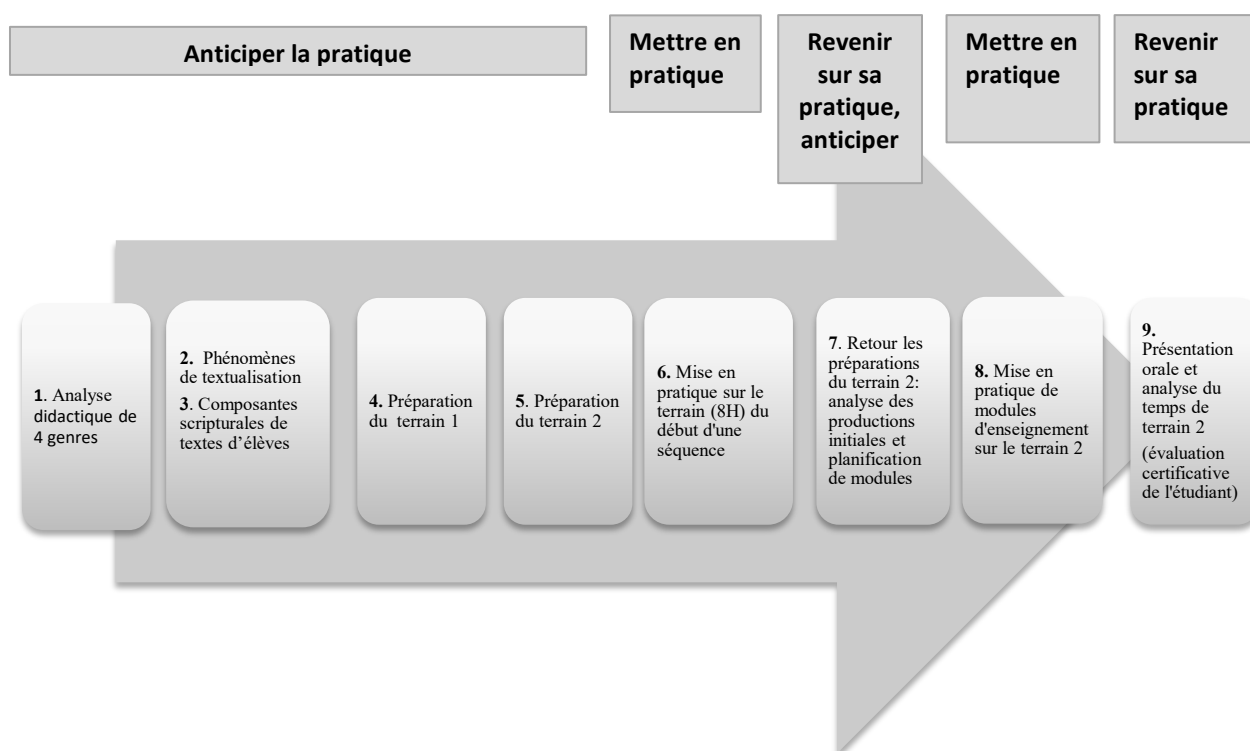 Anticiper la pratique
Mettre en
pratique
Revenir
sur sa
pratique,
anticiper
Mettre en
pratique
Revenir
sur sa
pratique
1. Analyse
didactique de
4 genres
2. Phénomènes
de textualisation
3. Composantes
scripturales de
textes d’élèves
4. Préparation
du terrain 1
5. Préparation
du terrain 2
6. Mise en
pratique sur le
terrain (8H) du
début d'une
séquence
7. Retour les
préparations
du terrain 2:
analyse des
productions
initiales et
planification
de modules
8. Mise en
pratique de
modules
d'enseignement
sur le terrain 2
9.
Présentation
orale et
analyse du
temps de
terrain 2
(évaluation
certificative
de l'étudiant)